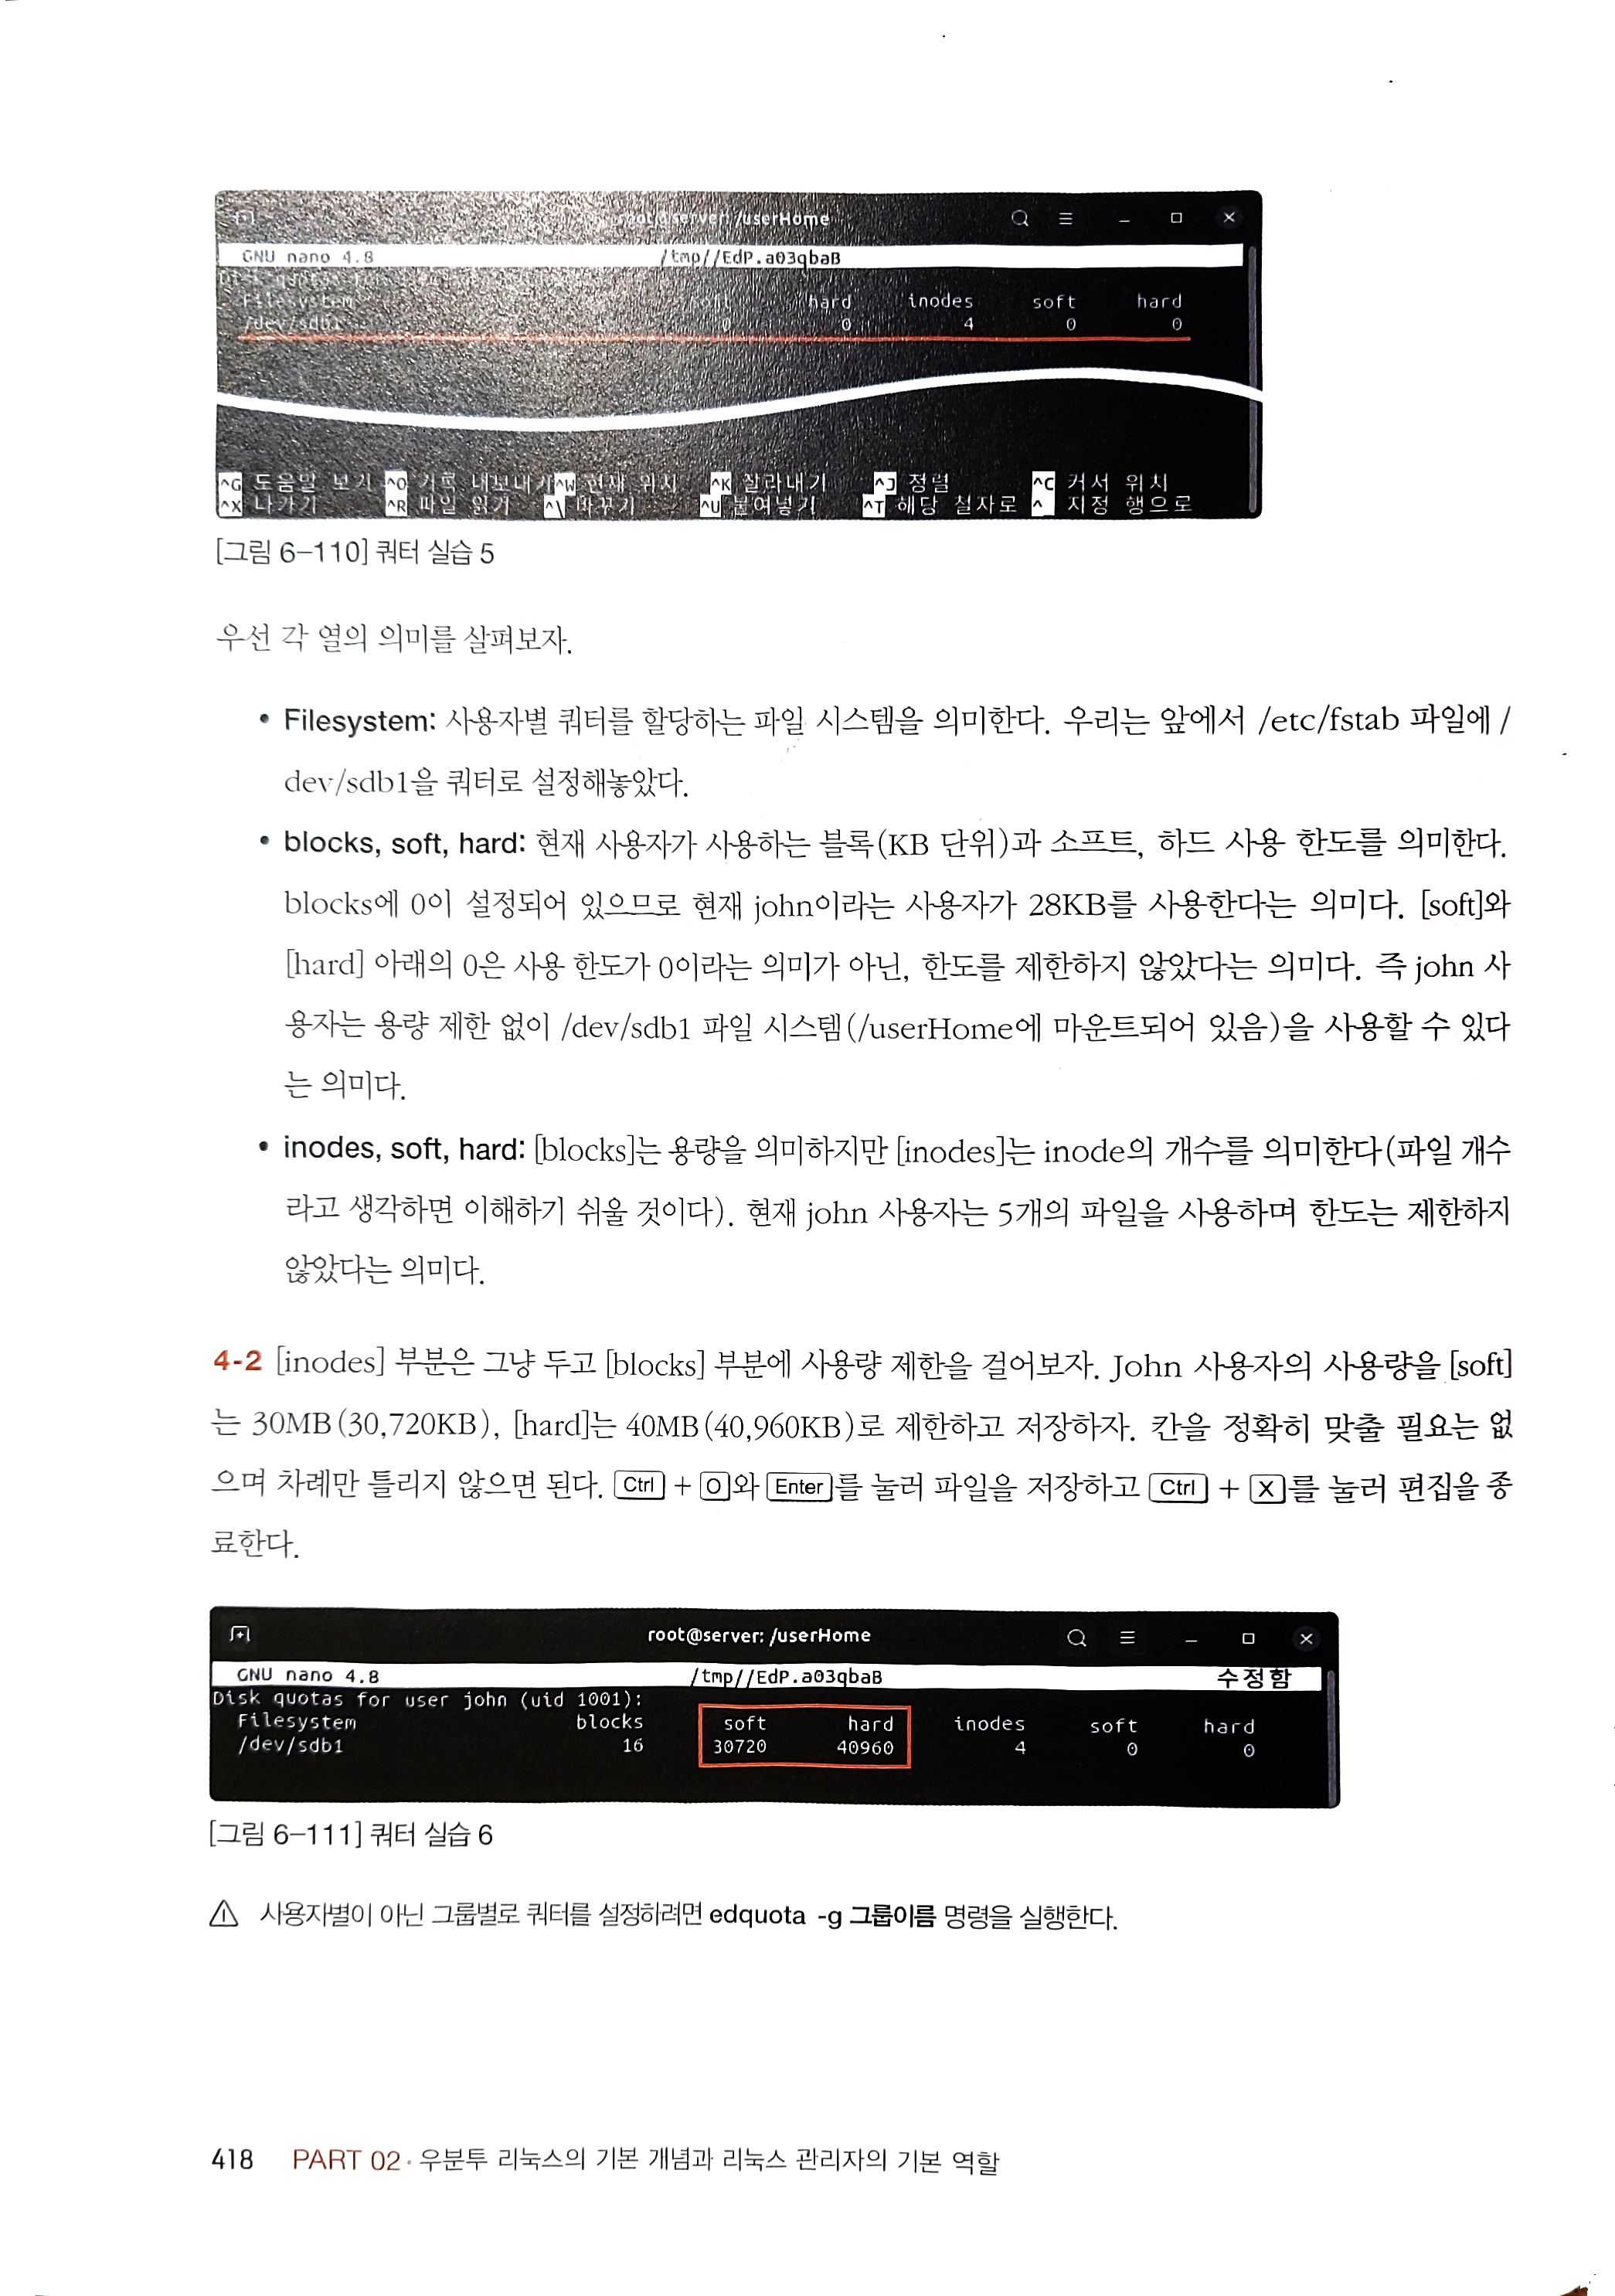 root@server: /userHome
GNU nano 4.8 /tmp//EdP.a03qbaB
Filesystem soft hard inodes soft hard
/dev/sdb1 0 0 4 0 0
^G 도움말 보기 ^O 기록 내보내기 ^W 현재 위치 ^K 잘라내기 ^J 정렬 ^C 커서 위치
^X 나가기 ^R 파일 읽기 ^\ 바꾸기 ^U 붙여넣기 ^T 해당 철자로 ^ 지정 행으로
[그림 6-110] 쿼터 실습 5
우선 각 열의 의미를 살펴보자.
• Filesystem: 사용자별 쿼터를 할당하는 파일 시스템을 의미한다. 우리는 앞에서 /etc/fstab 파일에 /
dev/sdb1을 쿼터로 설정해놓았다.
• blocks, soft, hard: 현재 사용자가 사용하는 블록(KB 단위)과 소프트, 하드 사용 한도를 의미한다.
blocks에 0이 설정되어 있으므로 현재 john이라는 사용자가 28KB를 사용한다는 의미다. [soft]와
[hard] 아래의 0은 사용 한도가 0이라는 의미가 아닌, 한도를 제한하지 않았다는 의미다. 즉 john 사
용자는 용량 제한 없이 /dev/sdb1 파일 시스템(/userHome에 마운트되어 있음)을 사용할 수 있다
는 의미다.
• inodes, soft, hard: [blocks]는 용량을 의미하지만 [inodes]는 inode의 개수를 의미한다(파일 개수
라고 생각하면 이해하기 쉬울 것이다). 현재 john 사용자는 5개의 파일을 사용하며 한도는 제한하지
않았다는 의미다.
4-2 [inodes] 부분은 그냥 두고 [blocks] 부분에 사용량 제한을 걸어보자. John 사용자의 사용량을 [soft]
는 30MB(30,720KB), [hard]는 40MB(40,960KB)로 제한하고 저장하자. 칸을 정확히 맞출 필요는 없
으며 차례만 틀리지 않으면 된다. Ctrl + O와 Enter를 눌러 파일을 저장하고 Ctrl + X를 눌러 편집을 종
료한다.
root@server: /userHome
GNU nano 4.8 /tmp//EdP.a03qbaB 수정함
Disk quotas for user john (uid 1001):
Filesystem blocks soft hard inodes soft hard
/dev/sdb1 16 30720 40960 4 0 0
[그림 6-111] 쿼터 실습 6
사용자별이 아닌 그룹별로 쿼터를 설정하려면 edquota -g 그룹이름 명령을 실행한다.
418 PART 02 · 우분투 리눅스의 기본 개념과 리눅스 관리자의 기본 역할